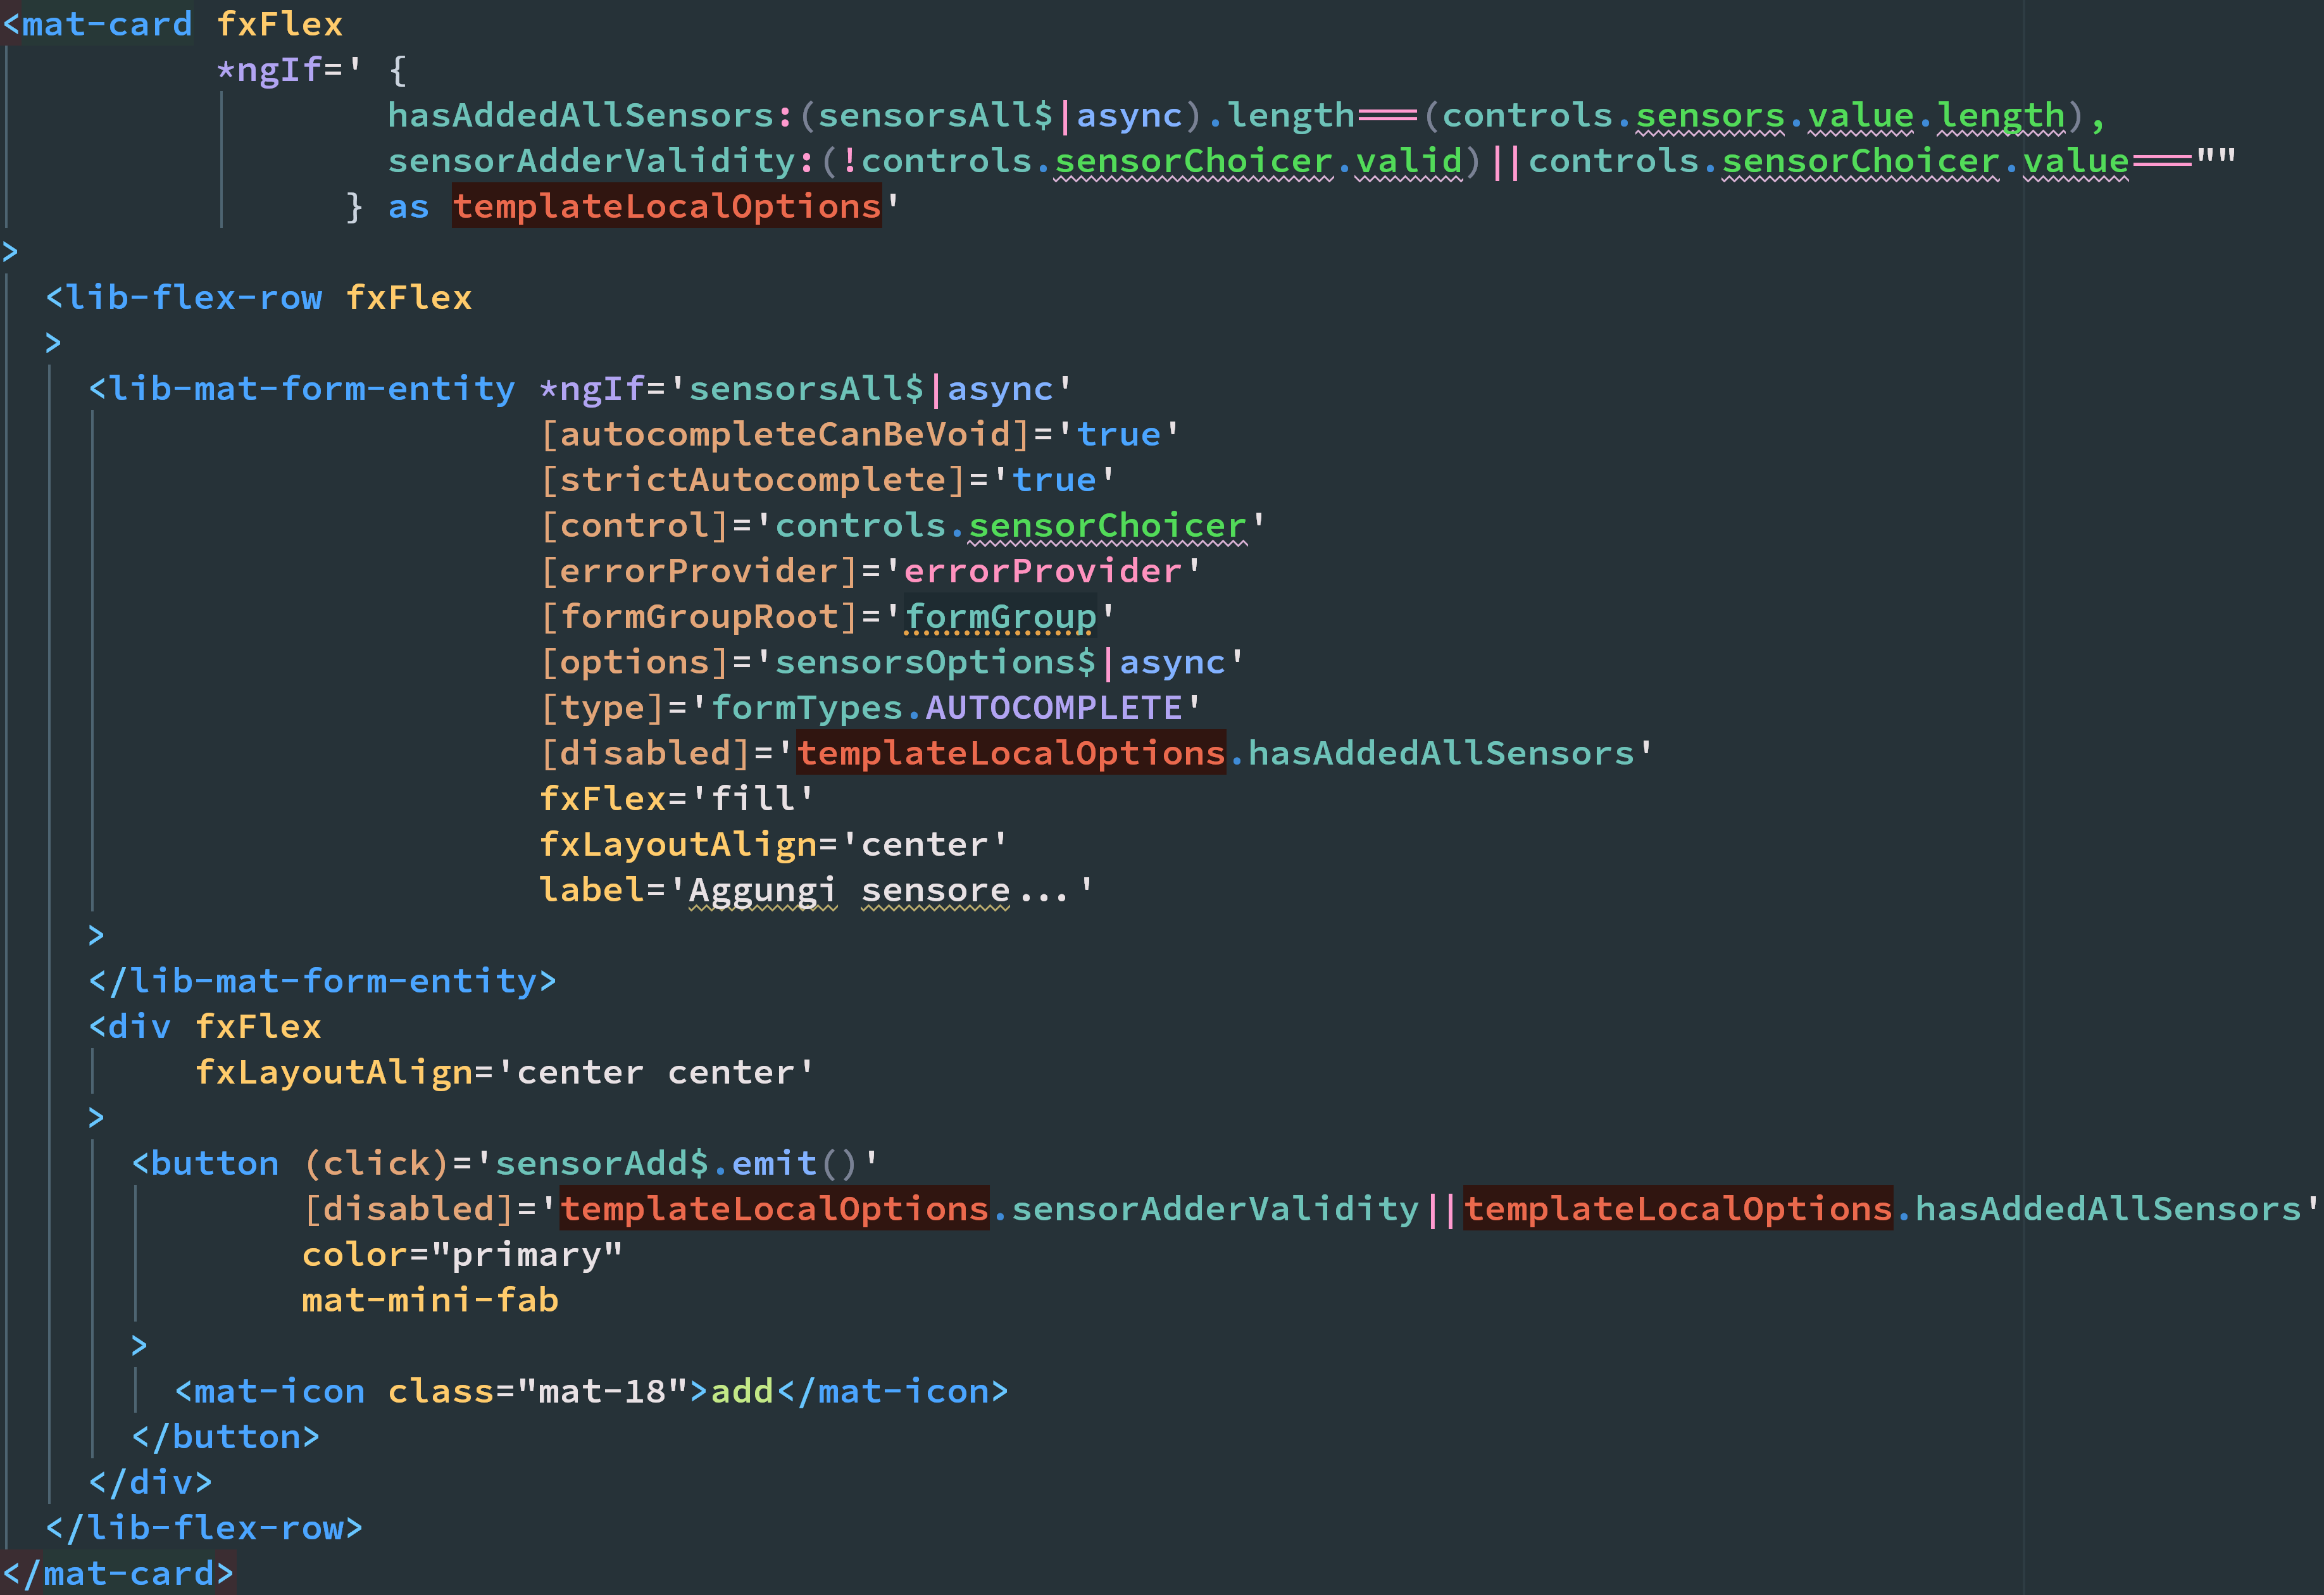 <mat-card fxFlex
*ngIf=' {
hasAddedAllSensors:(sensorsAll$|async).length===(controls.sensors.value.length),
sensorAdderValidity:(!controls.sensorChoicer.valid)||controls.sensorChoicer.value===""
} as templateLocalOptions'
>
<lib-flex-row fxFlex
>
<lib-mat-form-entity *ngIf='sensorsAll$|async'
[autocompleteCanBeVoid]='true'
[strictAutocomplete]='true'
[control]='controls.sensorChoicer'
[errorProvider]='errorProvider'
[formGroupRoot]='formGroup'
[options]='sensorsOptions$|async'
[type]='formTypes.AUTOCOMPLETE'
[disabled]='templateLocalOptions.hasAddedAllSensors'
fxFlex='fill'
fxLayoutAlign='center'
label='Aggungi sensore...'
>
</lib-mat-form-entity>
<div fxFlex
fxLayoutAlign='center center'
>
<button (click)='sensorAdd$.emit()'
[disabled]='templateLocalOptions.sensorAdderValidity||templateLocalOptions.hasAddedAllSensors'
color="primary"
mat-mini-fab
>
<mat-icon class="mat-18">add</mat-icon>
</button>
</div>
</lib-flex-row>
</mat-card>